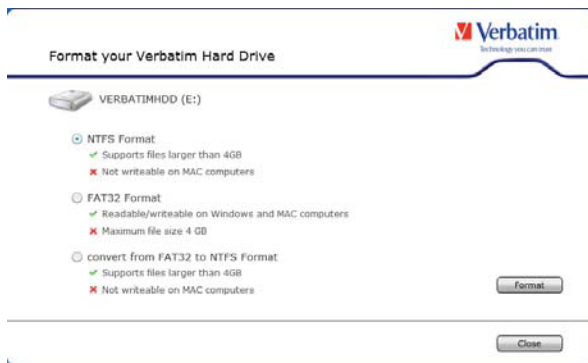 Verbatim
Technology you can trust
Format your Verbatim Hard Drive
VERBATIMHDD (E:)
NTFS Format
Supports files larger than 4GB
Not writeable on MAC computers
FAT32 Format
Readable/writeable on Windows and MAC computers
Maximum file size 4 GB
convert from FAT32 to NTFS Format
Supports files larger than 4GB
Not writeable on MAC computers
Format
Close